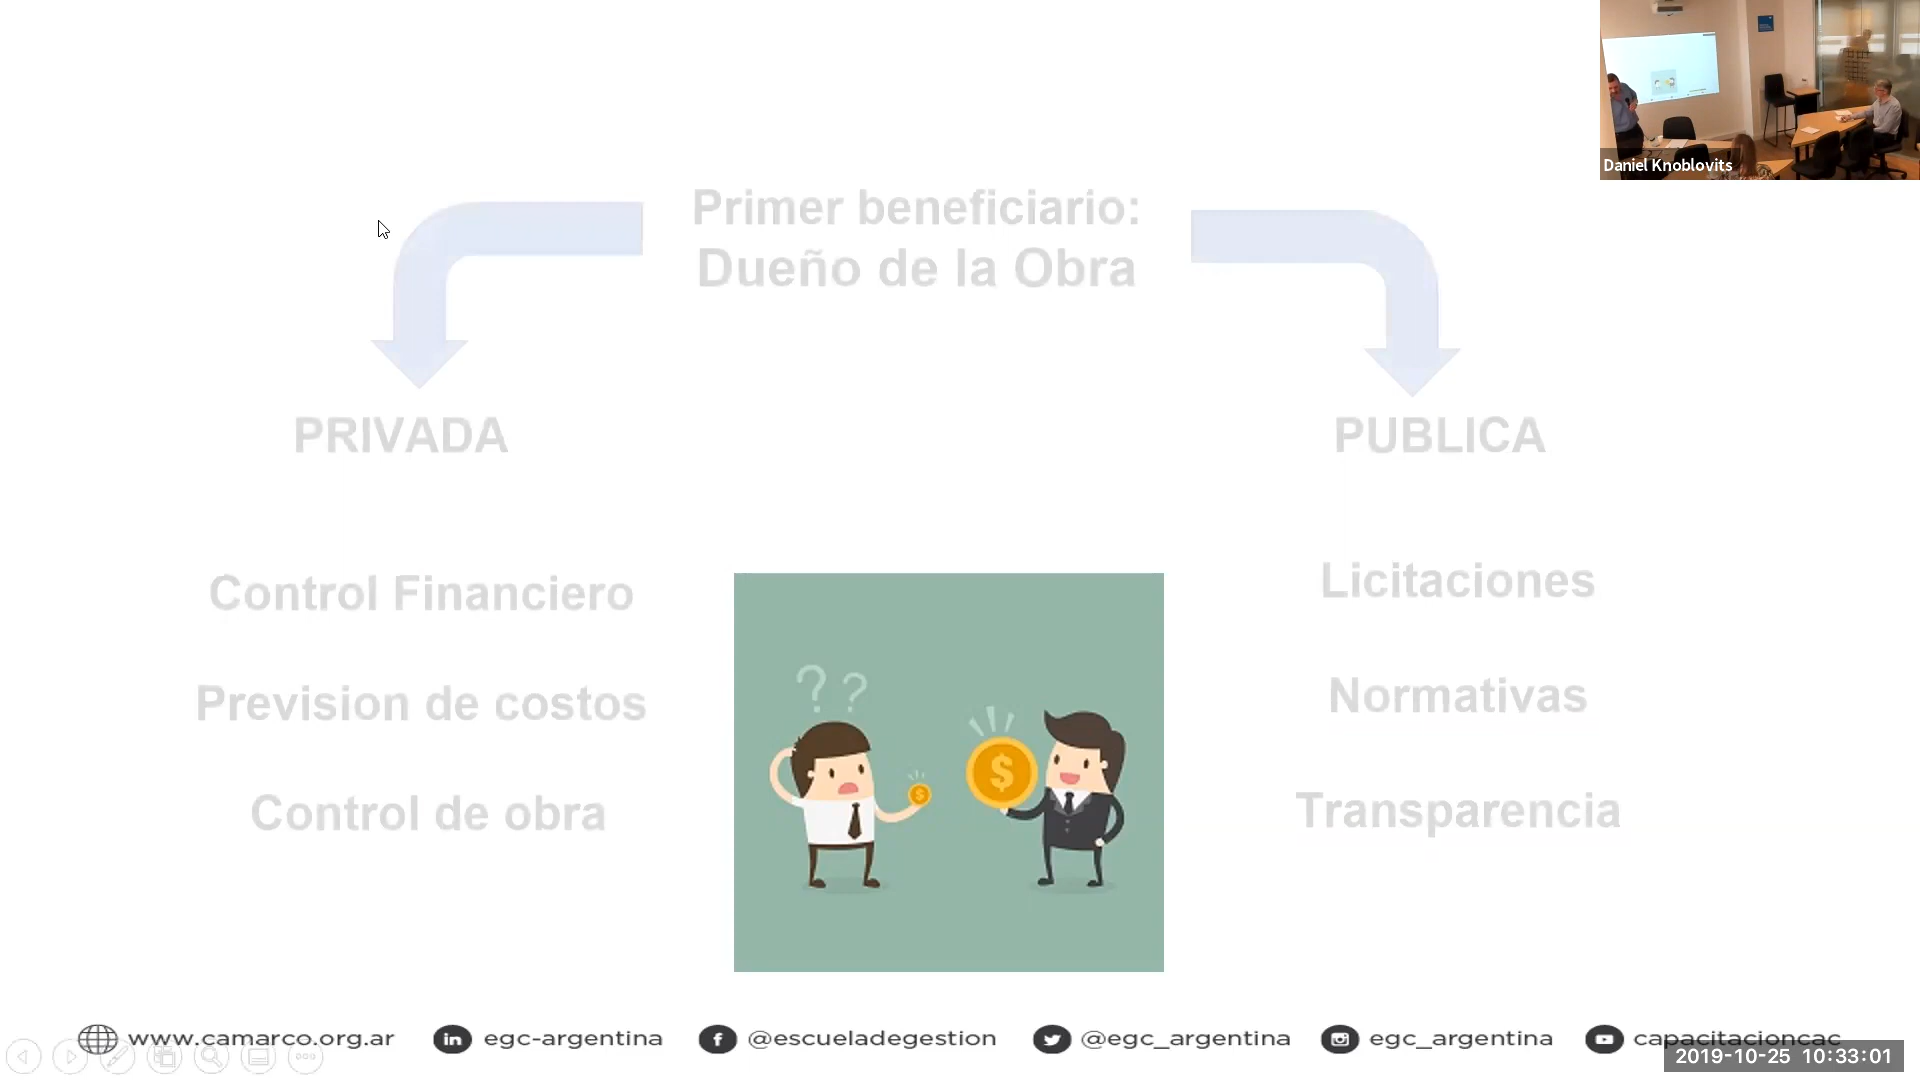 Daniel Knoblovits
Primer beneficiario:
Dueño de la Obra
PRIVADA
PUBLICA
Control Financiero
Prevision de costos
Control de obra
Licitaciones
Normativas
Transparencia
? ?
$
$
www.camarco.org.ar
egc-argentina
@escueladegestion
@egc_argentina
egc_argentina
capacitacioncac
2019-10-25 10:33:01